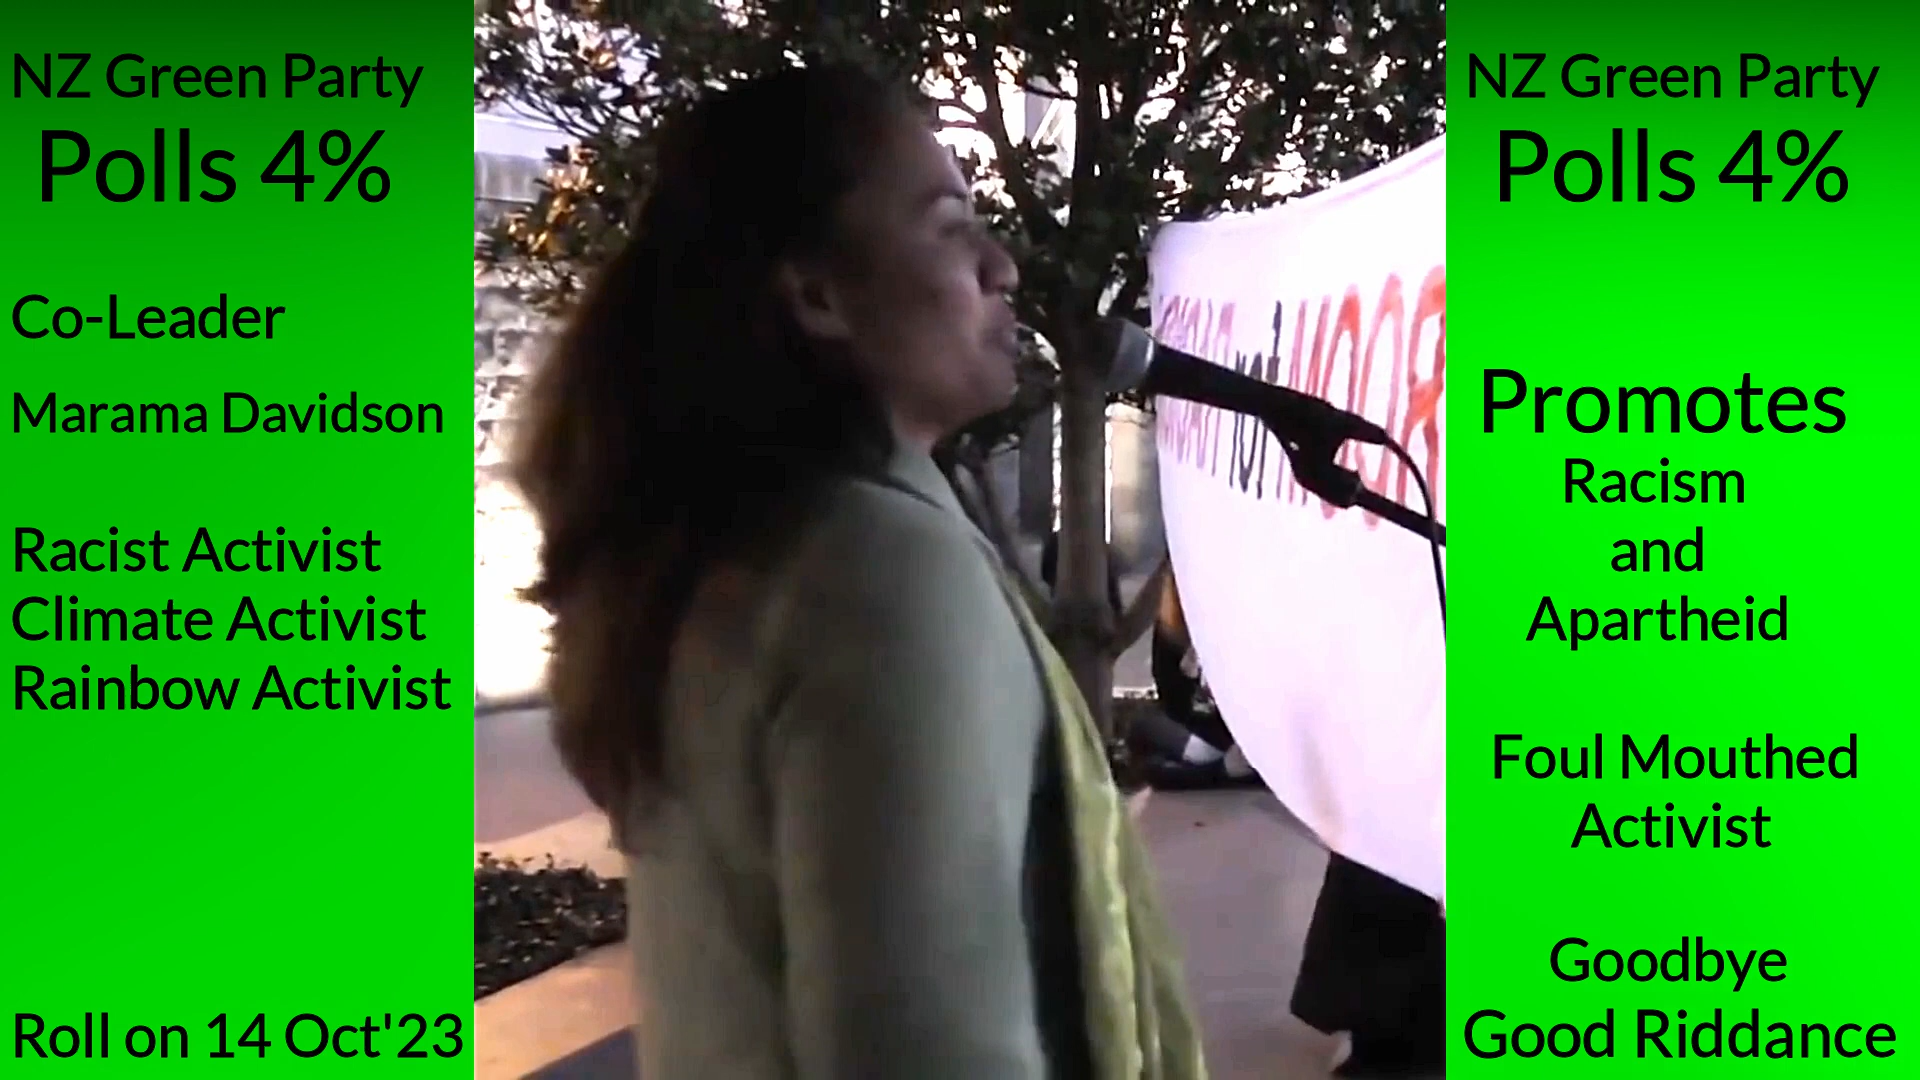 NZ Green Party
Polls 4%
Co-Leader
Marama Davidson
Racist Activist
Climate Activist
Rainbow Activist
Roll on 14 Oct'23
not
NZ Green Party
Polls 4%
Promotes
Racism
and
Apartheid
Foul Mouthed
Activist
Goodbye
Good Riddance